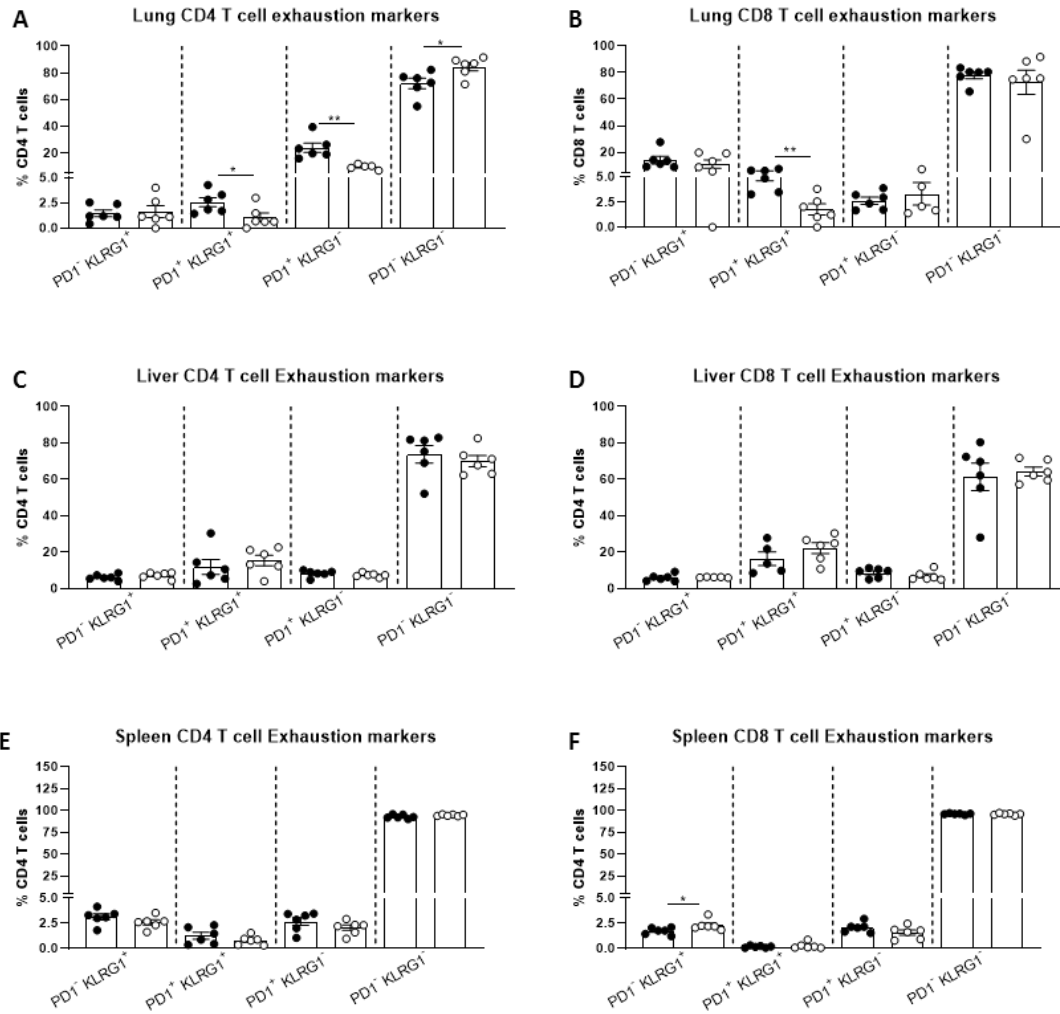 A
Lung CD4 T cell exhaustion markers
% CD4 T cells
100
80
60
40
20
5.0
2.5
0.0
*
**
*
PD1⁻ KLRG1⁺
PD1⁺ KLRG1⁺
PD1⁺ KLRG1⁻
PD1⁻ KLRG1⁻
B
Lung CD8 T cell exhaustion markers
% CD8 T cells
100
80
60
40
20
5.0
2.5
0.0
**
PD1⁻ KLRG1⁺
PD1⁺ KLRG1⁺
PD1⁺ KLRG1⁻
PD1⁻ KLRG1⁻
C
Liver CD4 T cell Exhaustion markers
% CD4 T cells
100
80
60
40
20
0
PD1⁻ KLRG1⁺
PD1⁺ KLRG1⁺
PD1⁺ KLRG1⁻
PD1⁻ KLRG1⁻
D
Liver CD8 T cell Exhaustion markers
% CD4 T cells
100
80
60
40
20
0
PD1⁻ KLRG1⁺
PD1⁺ KLRG1⁺
PD1⁺ KLRG1⁻
PD1⁻ KLRG1⁻
E
Spleen CD4 T cell Exhaustion markers
% CD4 T cells
150
125
100
75
50
25
5.0
2.5
0.0
PD1⁻ KLRG1⁺
PD1⁺ KLRG1⁺
PD1⁺ KLRG1⁻
PD1⁻ KLRG1⁻
F
Spleen CD8 T cell Exhaustion markers
% CD4 T cells
150
125
100
75
50
25
5.0
2.5
0.0
*
PD1⁻ KLRG1⁺
PD1⁺ KLRG1⁺
PD1⁺ KLRG1⁻
PD1⁻ KLRG1⁻